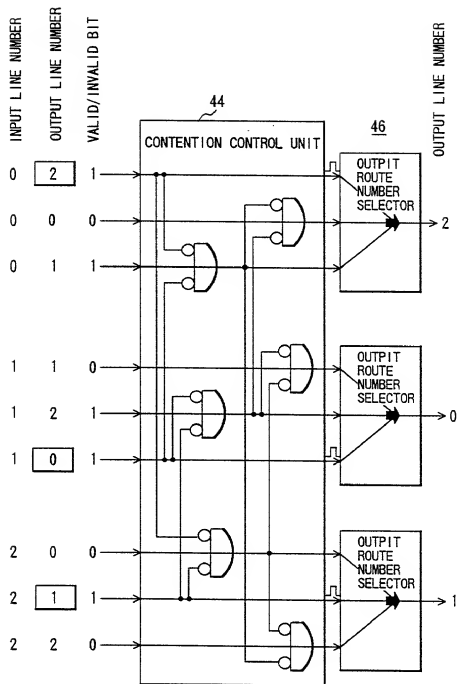 INPUT LINE NUMBER
OUTPUT LINE NUMBER
VALID/INVALID BIT
OUTPUT LINE NUMBER
44
46
CONTENTION CONTROL UNIT
0 2 1
OUTPIT
ROUTE
NUMBER
SELECTOR
2
0 0 0
0 1 1
1 1 0
OUTPIT
ROUTE
NUMBER
SELECTOR
1 2 1
0
1 0 1
2 0 0
OUTPIT
ROUTE
NUMBER
SELECTOR
2 1 1
1
2 2 0